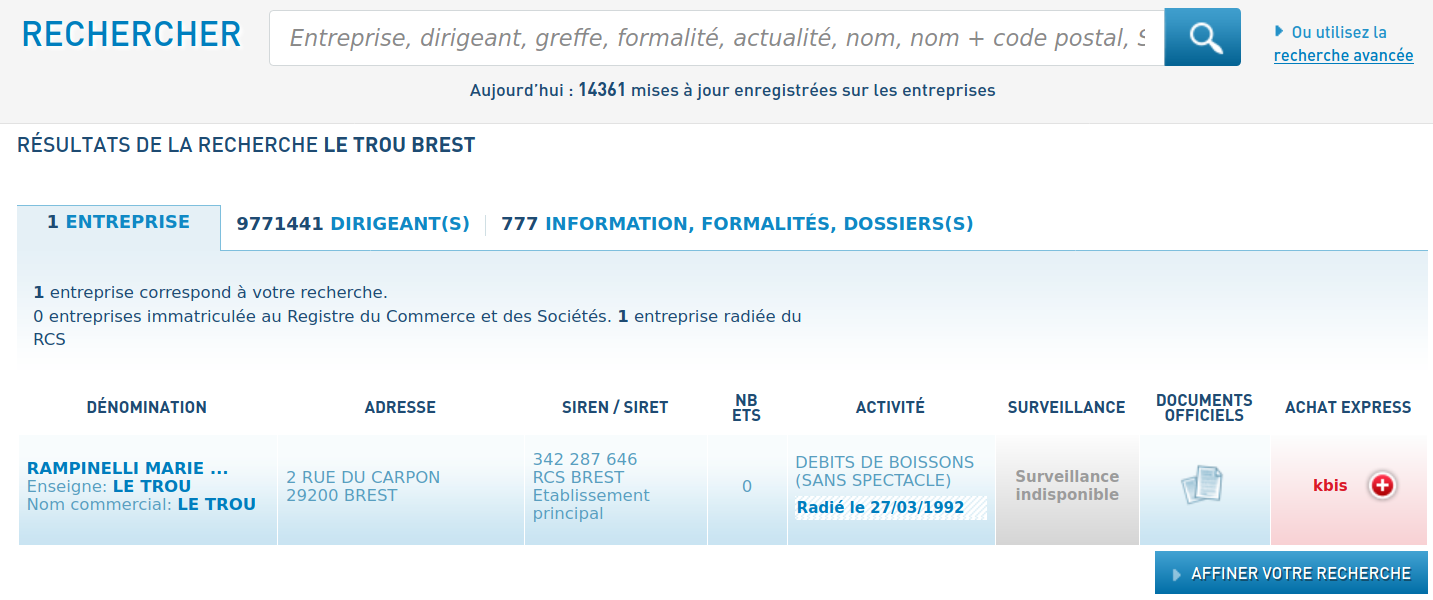 RECHERCHER
Entreprise, dirigeant, greffe, formalité, actualité, nom, nom + code postal, S
Ou utilisez la
recherche avancée
Aujourd'hui : 14361 mises à jour enregistrées sur les entreprises
RÉSULTATS DE LA RECHERCHE LE TROU BREST
1 ENTREPRISE
9771441 DIRIGEANT(S)
777 INFORMATION, FORMALITÉS, DOSSIERS(S)
1 entreprise correspond à votre recherche.
0 entreprises immatriculée au Registre du Commerce et des Sociétés. 1 entreprise radiée du
RCS
DÉNOMINATION
ADRESSE
SIREN / SIRET
NB
ETS
ACTIVITÉ
SURVEILLANCE
DOCUMENTS
OFFICIELS
ACHAT EXPRESS
RAMPINELLI MARIE ...
Enseigne: LE TROU
Nom commercial: LE TROU
2 RUE DU CARPON
29200 BREST
342 287 646
RCS BREST
Etablissement
principal
0
DEBITS DE BOISSONS
(SANS SPECTACLE)
Radié le 27/03/1992
Surveillance
indisponible
kbis
AFFINER VOTRE RECHERCHE